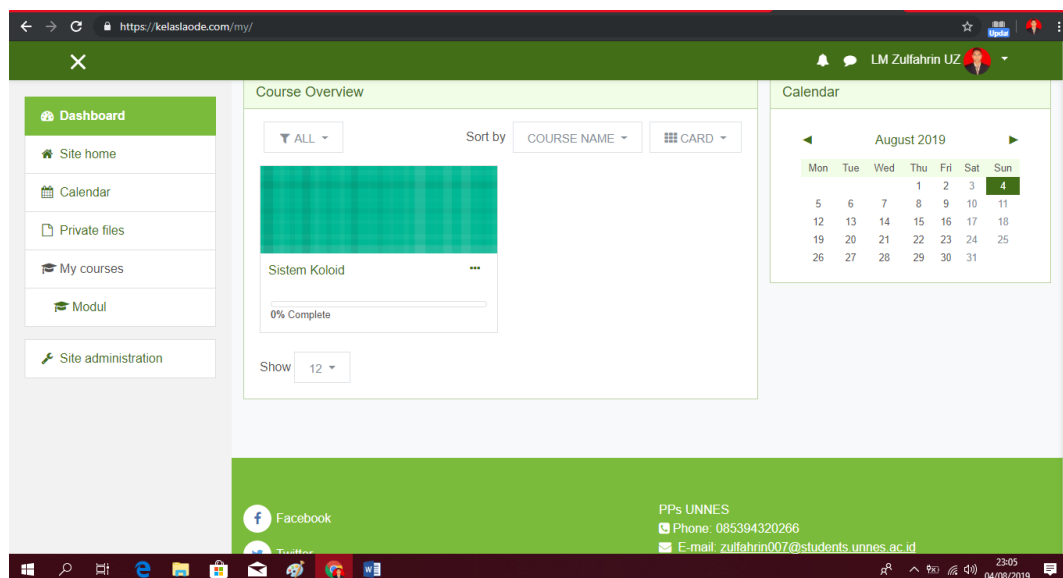 https://kelaslaode.com/my/
Updat
LM Zulfahrin UZ
Dashboard
Site home
Calendar
Private files
My courses
Modul
Site administration
Course Overview
ALL
Sort by
COURSE NAME
CARD
Sistem Koloid
0% Complete
Show 12
Calendar
August 2019
Mon Tue Wed Thu Fri Sat Sun
1 2 3 4
5 6 7 8 9 10 11
12 13 14 15 16 17 18
19 20 21 22 23 24 25
26 27 28 29 30 31
Facebook
Twitter
PPs UNNES
Phone: 085394320266
E-mail: zulfahrin007@students.unnes.ac.id
23:05
04/08/2019